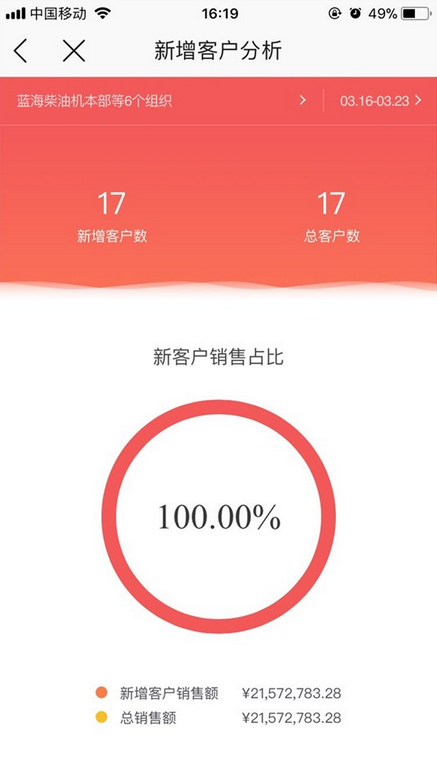 中国移动 16:19 49%
新增客户分析
蓝海柴油机本部等6个组织 03.16-03.23
17 17
新增客户数 总客户数
新客户销售占比
100.00%
新增客户销售额 ¥21,572,783.28
总销售额 ¥21,572,783.28